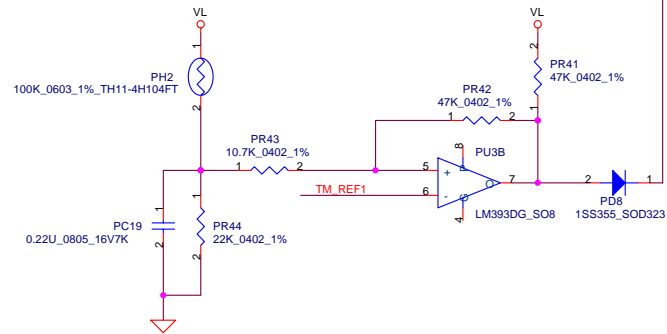 VL
VL
1
2
PH2
100K_0603_1%_TH11-4H104FT
2
1
PR41
47K_0402_1%
PR42
47K_0402_1%
1
2
PR43
10.7K_0402_1%
1
2
8
PU3B
5
+
P
6
-
G
O
7
4
TM_REF1
LM393DG_SO8
2
1
PD8
1SS355_SOD323
1
2
PC19
0.22U_0805_16V7K
1
2
PR44
22K_0402_1%